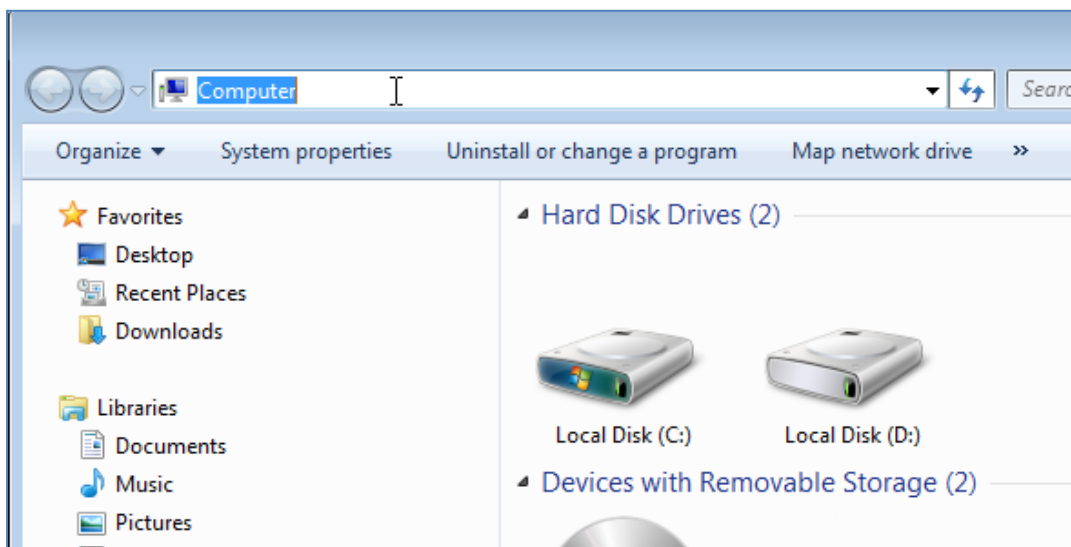 Computer
Sear
Organize System properties Uninstall or change a program Map network drive »
Favorites
Desktop
Recent Places
Downloads
Libraries
Documents
Music
Pictures
Hard Disk Drives (2)
Local Disk (C:) Local Disk (D:)
Devices with Removable Storage (2)